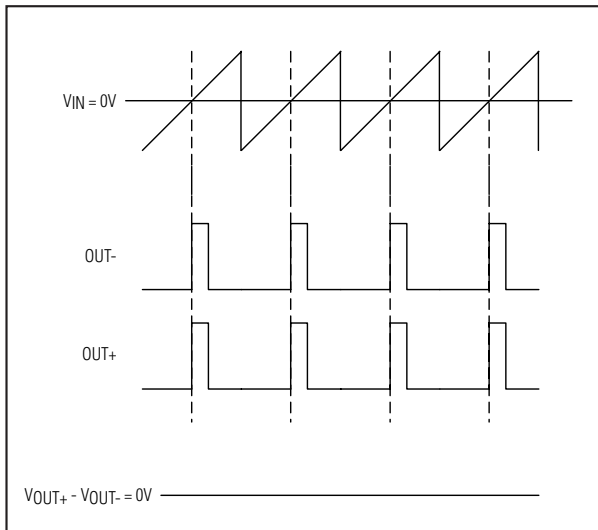 VIN = 0V
OUT-
OUT+
VOUT+ - VOUT- = 0V